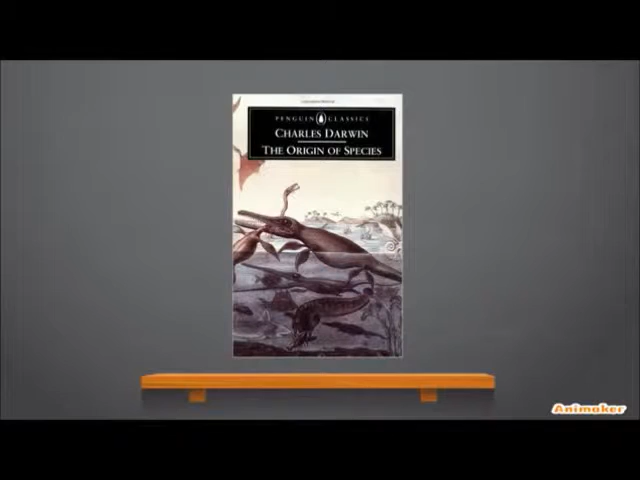 PENGUIN CLASSICS
CHARLES DARWIN
THE ORIGIN OF SPECIES
Animaker